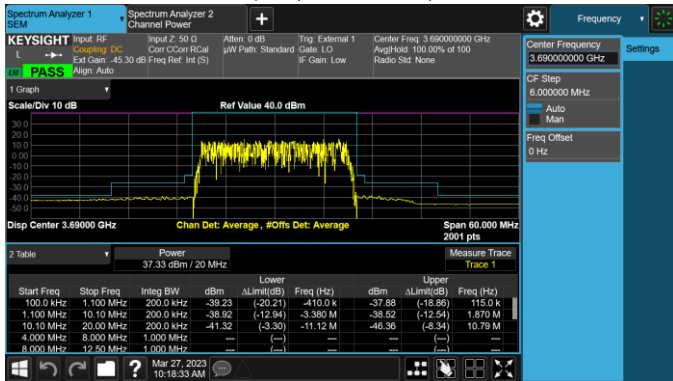 Spectrum Analyzer 1
SEM
Spectrum Analyzer 2
Channel Power
Frequency
KEYSIGHT
L
LXI
PASS
Input: RF
Coupling: DC
Ext Gain: -45.30 dB
Align: Auto
Input Z: 50 Ω
Corr CCorr RCal
Freq Ref: Int (S)
Atten: 0 dB
µW Path: Standard
Trig: External 1
Gate: LO
IF Gain: Low
Center Freq: 3.690000000 GHz
Avg|Hold: 100.00% of 100
Radio Std: None
Center Frequency
3.690000000 GHz
Settings
CF Step
6.000000 MHz
Auto
Man
Freq Offset
0 Hz
1 Graph
Scale/Div 10 dB
Ref Value 40.0 dBm
30.0
20.0
10.0
0.00
-10.0
-20.0
-30.0
-40.0
-50.0
Disp Center 3.69000 GHz
Chan Det: Average, #Offs Det: Average
Span 60.000 MHz
2001 pts
2 Table
Power
37.33 dBm / 20 MHz
Measure Trace
Trace 1
Lower Upper
Start Freq Stop Freq Integ BW dBm ΔLimit(dB) Freq (Hz) dBm ΔLimit(dB) Freq (Hz)
100.0 kHz 1.100 MHz 200.0 kHz -39.23 (-20.21) -410.0 k -37.88 (-18.86) 115.0 k
1.100 MHz 10.10 MHz 200.0 kHz -38.92 (-12.94) -3.380 M -38.52 (-12.54) 1.870 M
10.10 MHz 20.00 MHz 200.0 kHz -41.32 (-3.30) -11.12 M -46.36 (-8.34) 10.79 M
4.000 MHz 8.000 MHz 1.000 MHz --- (---) --- (---)
8.000 MHz 12.50 MHz 1.000 MHz --- (---) --- (---)
Mar 27, 2023
10:18:33 AM